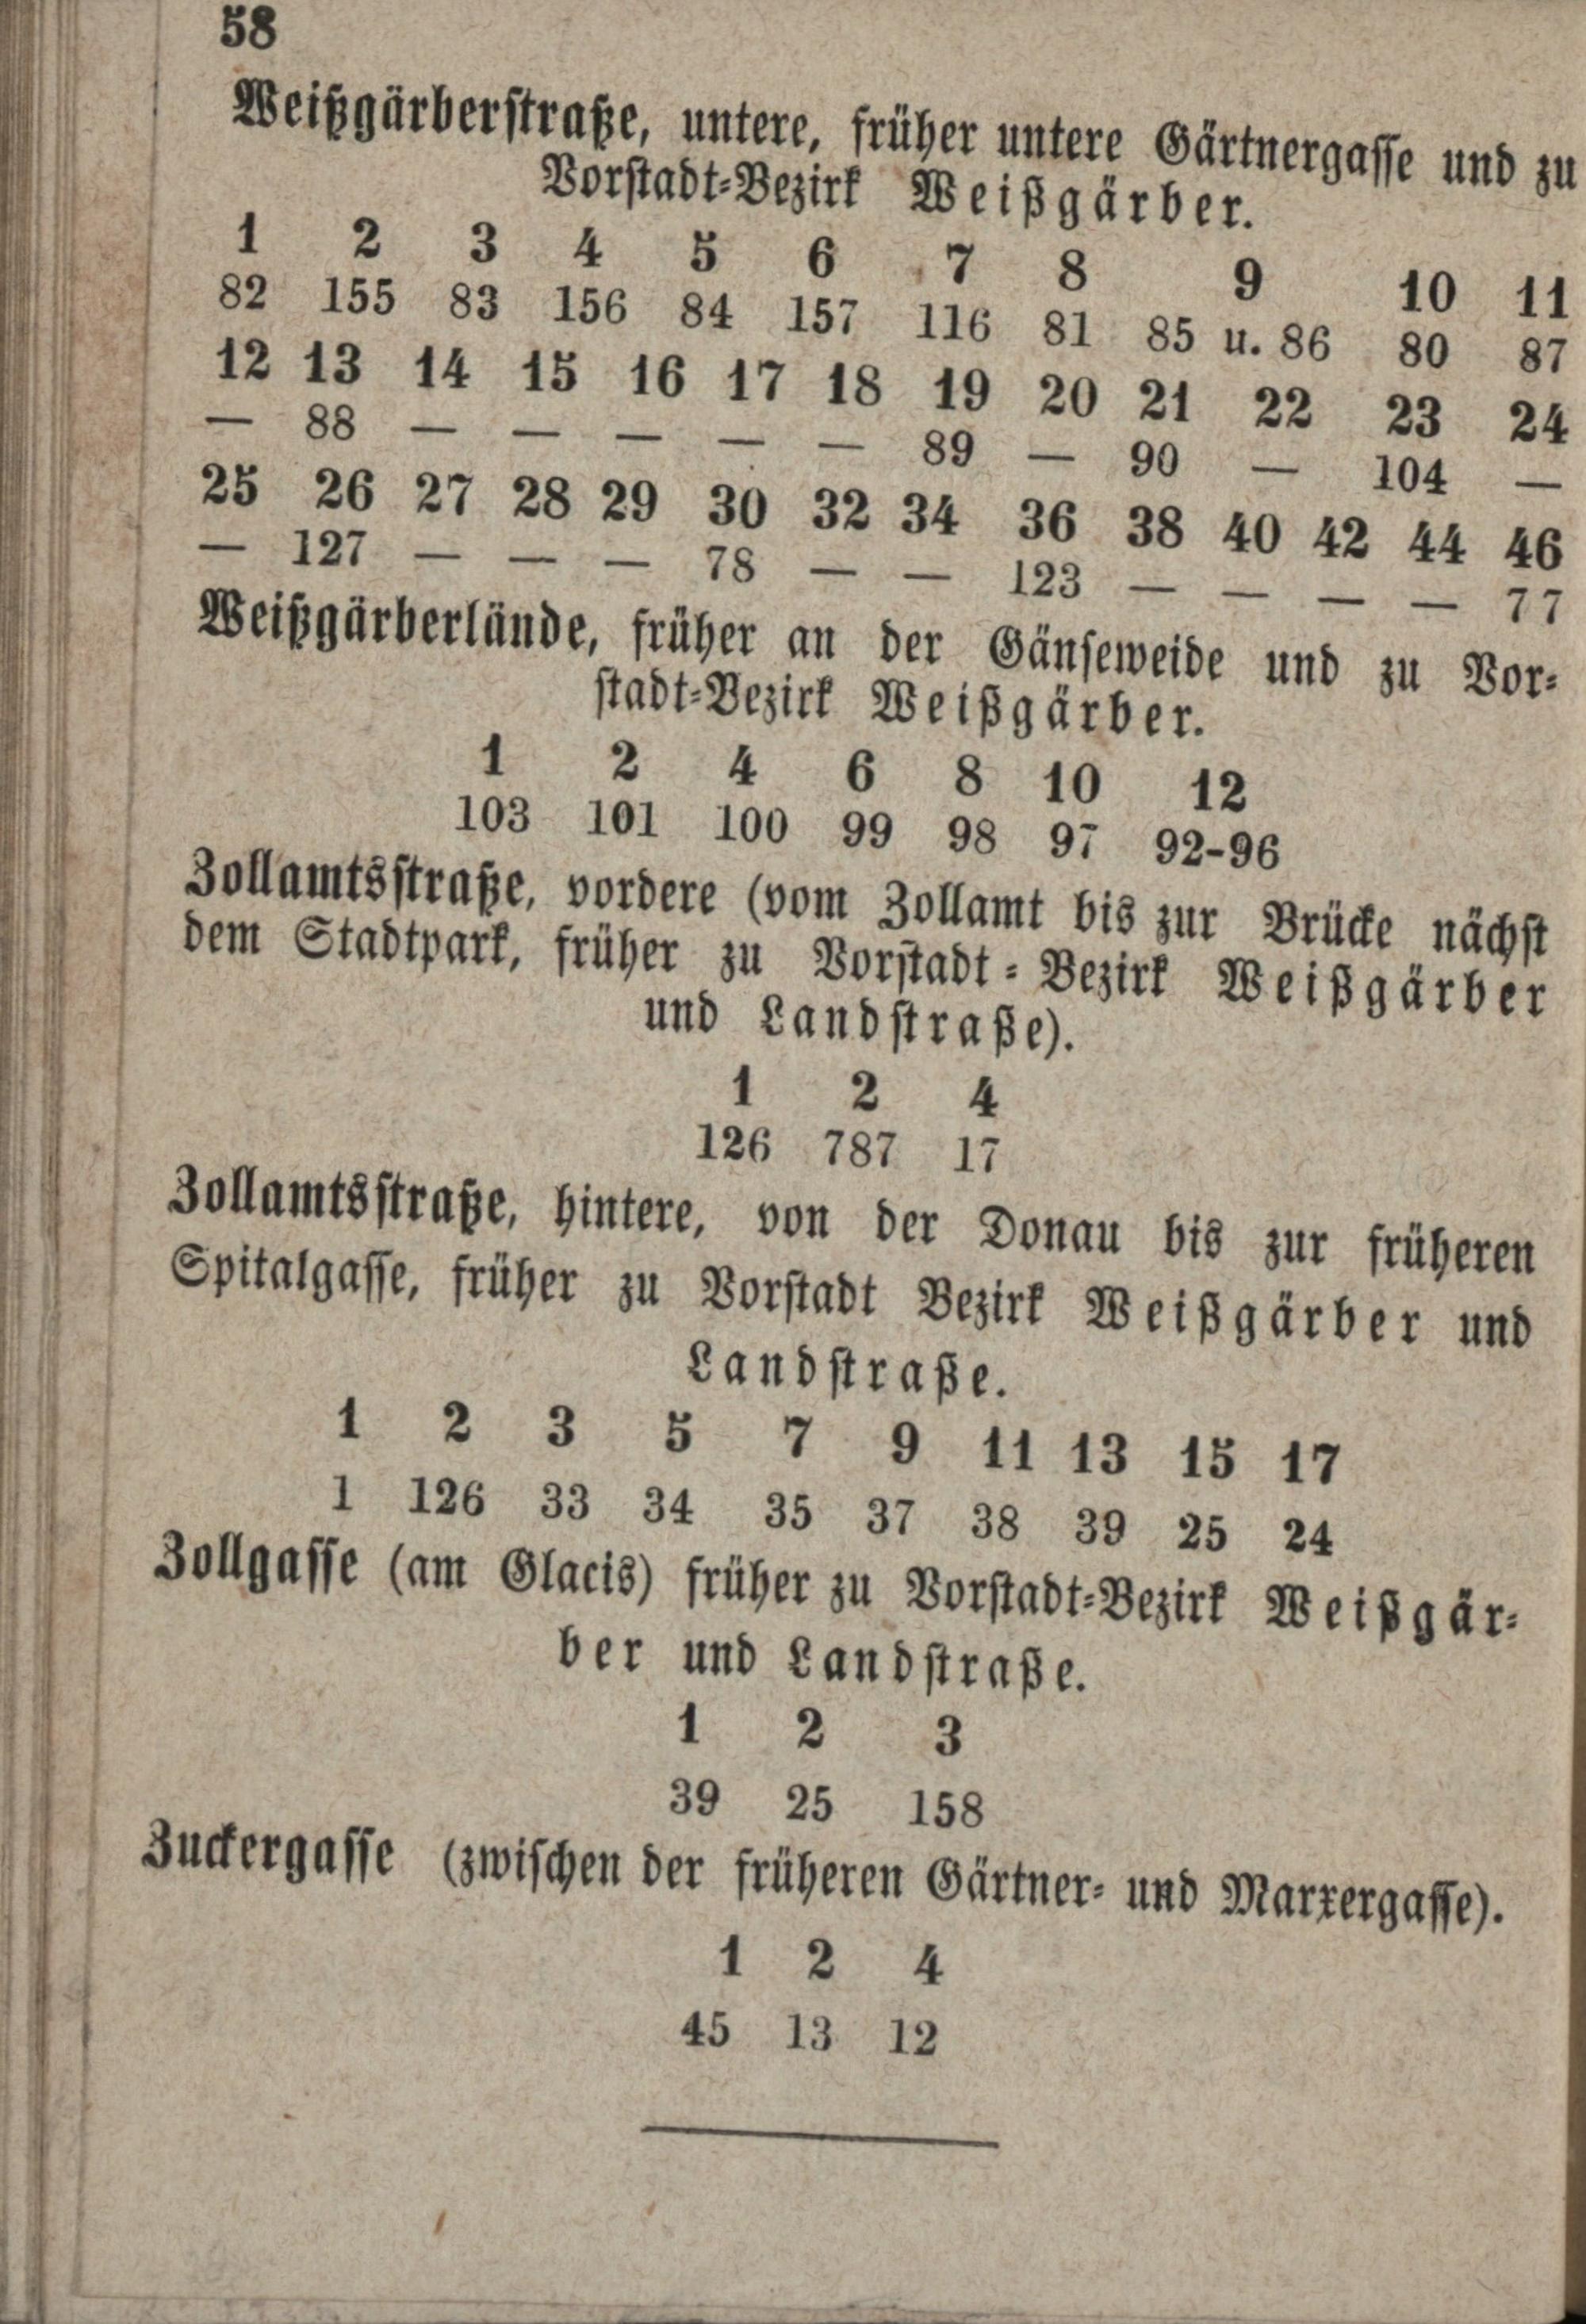 58
Weißgärberstraße, untere, früher untere Gärtnergasse und zu
Vorstadt-Bezirk Weißgärber.
1 2 3 4 5 6 7 8 9 10 11
82 155 83 156 84 157 116 81 85 u. 86 80 87
12 13 14 15 16 17 18 19 20 21 22 23 24
— 88 — — — — — 89 — 90 — 104 —
25 26 27 28 29 30 32 34 36 38 40 42 44 46
— 127 — — — 78 — — 123 — — — — 77
Weißgärberlände, früher an der Gänseweide und zu Vor-
stadt-Bezirk Weißgärber.
1 2 4 6 8 10 12
103 101 100 99 98 97 92-96
Zollamtsstraße, vordere (vom Zollamt bis zur Brücke nächst
dem Stadtpark, früher zu Vorstadt-Bezirk Weißgärber
und Landstraße).
1 2 4
126 787 17
Zollamtsstraße, hintere, von der Donau bis zur früheren
Spitalgasse, früher zu Vorstadt Bezirk Weißgärber und
Landstraße.
1 2 3 5 7 9 11 13 15 17
1 126 33 34 35 37 38 39 25 24
Zollgasse (am Glacis) früher zu Vorstadt-Bezirk Weißgär-
ber und Landstraße.
1 2 3
39 25 158
Zuckergasse (zwischen der früheren Gärtner- und Marxergasse).
1 2 4
45 13 12